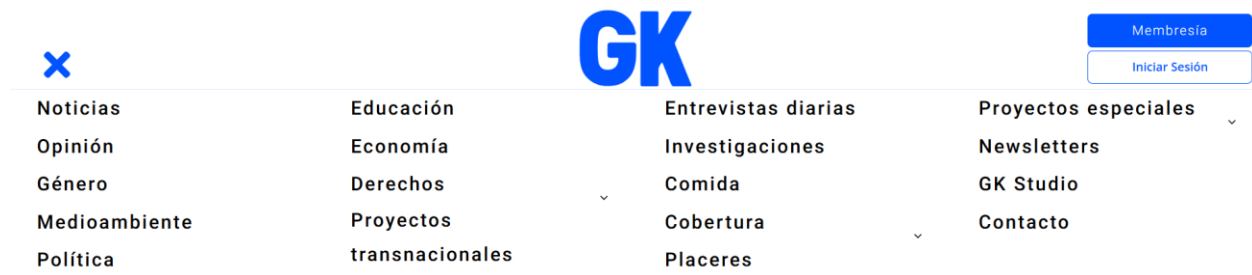 GK
Membresía
Iniciar Sesión
Noticias
Opinión
Género
Medioambiente
Política
Educación
Economía
Derechos
Proyectos
transnacionales
Entrevistas diarias
Investigaciones
Comida
Cobertura
Placeres
Proyectos especiales
Newsletters
GK Studio
Contacto